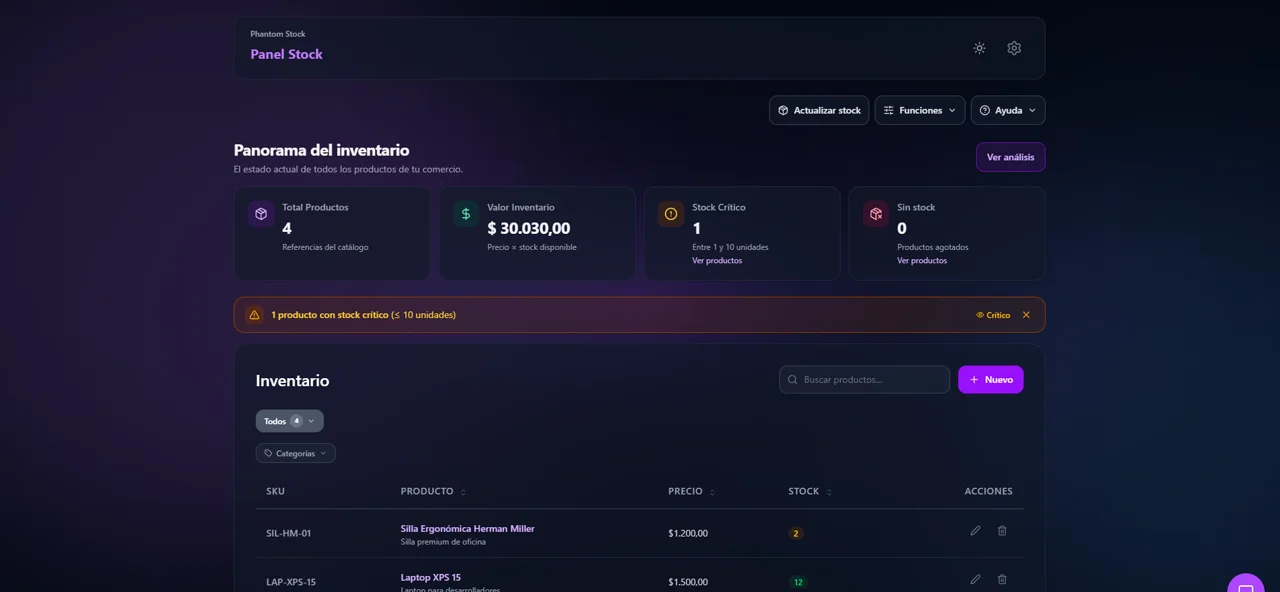 Phantom Stock
Panel Stock
Actualizar stock
Funciones
Ayuda
Panorama del inventario
El estado actual de todos los productos de tu comercio.
Ver análisis
Total Productos
4
Referencias del catálogo
Valor Inventario
$ 30.030,00
Precio × stock disponible
Stock Crítico
1
Entre 1 y 10 unidades
Ver productos
Sin stock
0
Productos agotados
Ver productos
1 producto con stock crítico (≤ 10 unidades)
Crítico
Inventario
Buscar productos...
Nuevo
Todos 4
Categorías
SKU PRODUCTO PRECIO STOCK ACCIONES
SIL-HM-01 Silla Ergonómica Herman Miller $1.200,00 2
Silla premium de oficina
LAP-XPS-15 Laptop XPS 15 $1.500,00 12
Laptop para desarrolladores